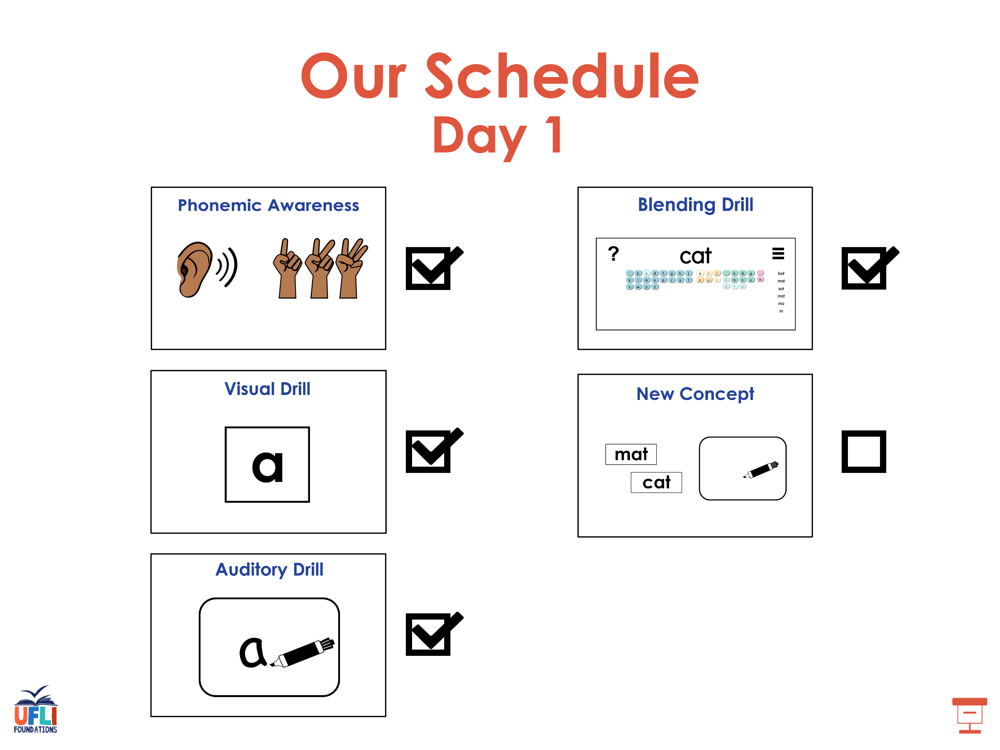 Our Schedule
Day 1
Phonemic Awareness
Visual Drill
a
Auditory Drill
a
Blending Drill
? cat
b c d f g h j a e i b d g
k l m n p r s t o u y k m n p e
v w y z s t x
bat
mat
sat
mat
ma
m
New Concept
mat
cat
UFLI
FOUNDATIONS